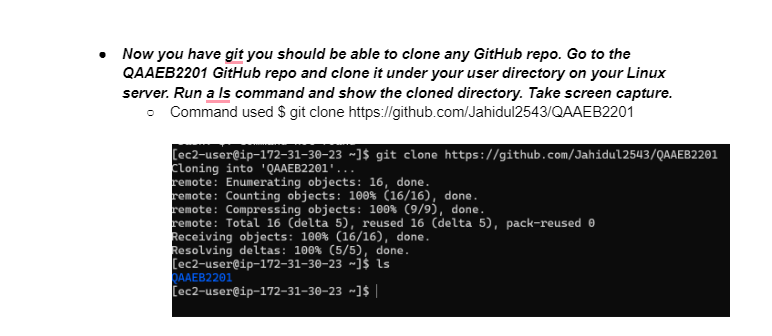 Now you have git you should be able to clone any GitHub repo. Go to the
QAAEB2201 GitHub repo and clone it under your user directory on your Linux
server. Run a ls command and show the cloned directory. Take screen capture.
Command used $ git clone https://github.com/Jahidul2543/QAAEB2201
[ec2-user@ip-172-31-30-23 ~]$ git clone https://github.com/Jahidul2543/QAAEB2201
Cloning into 'QAAEB2201'...
remote: Enumerating objects: 16, done.
remote: Counting objects: 100% (16/16), done.
remote: Compressing objects: 100% (9/9), done.
remote: Total 16 (delta 5), reused 16 (delta 5), pack-reused 0
Receiving objects: 100% (16/16), done.
Resolving deltas: 100% (5/5), done.
[ec2-user@ip-172-31-30-23 ~]$ ls
QAAEB2201
[ec2-user@ip-172-31-30-23 ~]$